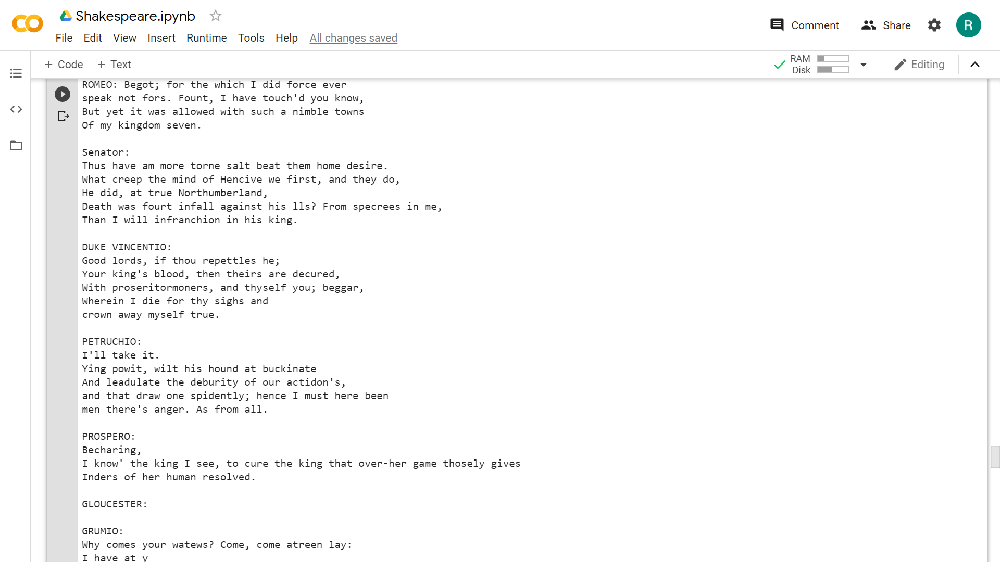 Shakespeare.ipynb
File Edit View Insert Runtime Tools Help All changes saved
Comment Share R
+ Code + Text
RAM
Disk
Editing
ROMEO: Begot; for the which I did force ever
speak not fors. Fount, I have touch'd you know,
But yet it was allowed with such a nimble towns
Of my kingdom seven.
Senator:
Thus have am more torne salt beat them home desire.
What creep the mind of Hencive we first, and they do,
He did, at true Northumberland,
Death was fourt infall against his lls? From specrees in me,
Than I will infranchion in his king.
DUKE VINCENTIO:
Good lords, if thou repettles he;
Your king's blood, then theirs are decured,
With proseritormoners, and thyself you; beggar,
Wherein I die for thy sighs and
crown away myself true.
PETRUCHIO:
I'll take it.
Ying powit, wilt his hound at buckinate
And leadulate the deburity of our actidon's,
and that draw one spidently; hence I must here been
men there's anger. As from all.
PROSPERO:
Becharing,
I know' the king I see, to cure the king that over-her game thosely gives
Inders of her human resolved.
GLOUCESTER:
GRUMIO:
Why comes your watews? Come, come atreen lay:
I have at y